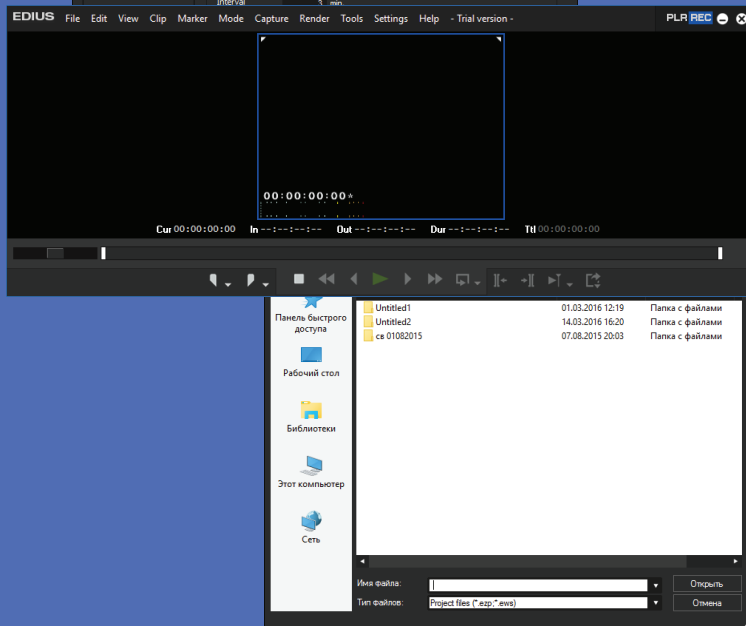 Interval 3 min
EDIUS File Edit View Clip Marker Mode Capture Render Tools Settings Help - Trial version - PLR REC
00:00:00:00*
Cur 00:00:00:00 In --:--:--:-- Out --:--:--:-- Dur --:--:--:-- Ttl 00:00:00:00
Панель быстрого
доступа
Рабочий стол
Библиотеки
Этот компьютер
Сеть
Untitled1 01.03.2016 12:19 Папка с файлами
Untitled2 14.03.2016 16:20 Папка с файлами
св 01082015 07.08.2015 20:03 Папка с файлами
Имя файла: Открыть
Тип файлов: Project files (*.ezp;*.ews) Отмена